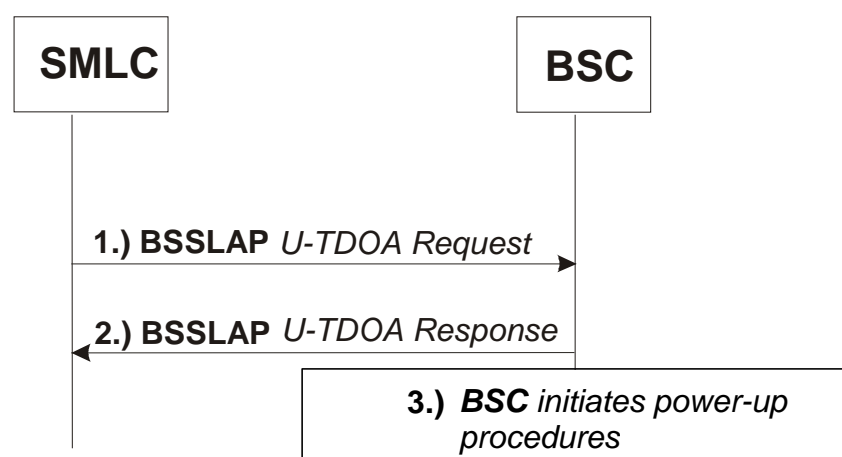 SMLC
BSC
1.) BSSLAP U-TDOA Request
2.) BSSLAP U-TDOA Response
3.) BSC initiates power-up
procedures